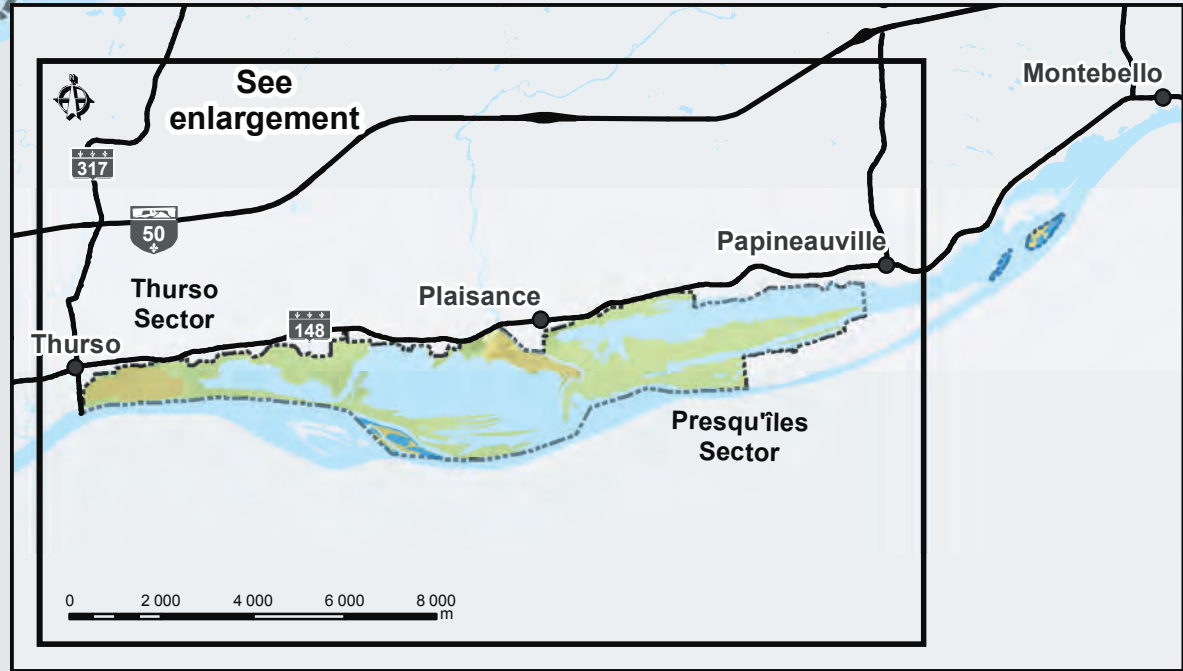 See
enlargement
Montebello
317
50
Papineauville
Thurso
Sector
Plaisance
148
Thurso
Presqu'îles
Sector
0 2 000 4 000 6 000 8 000
m